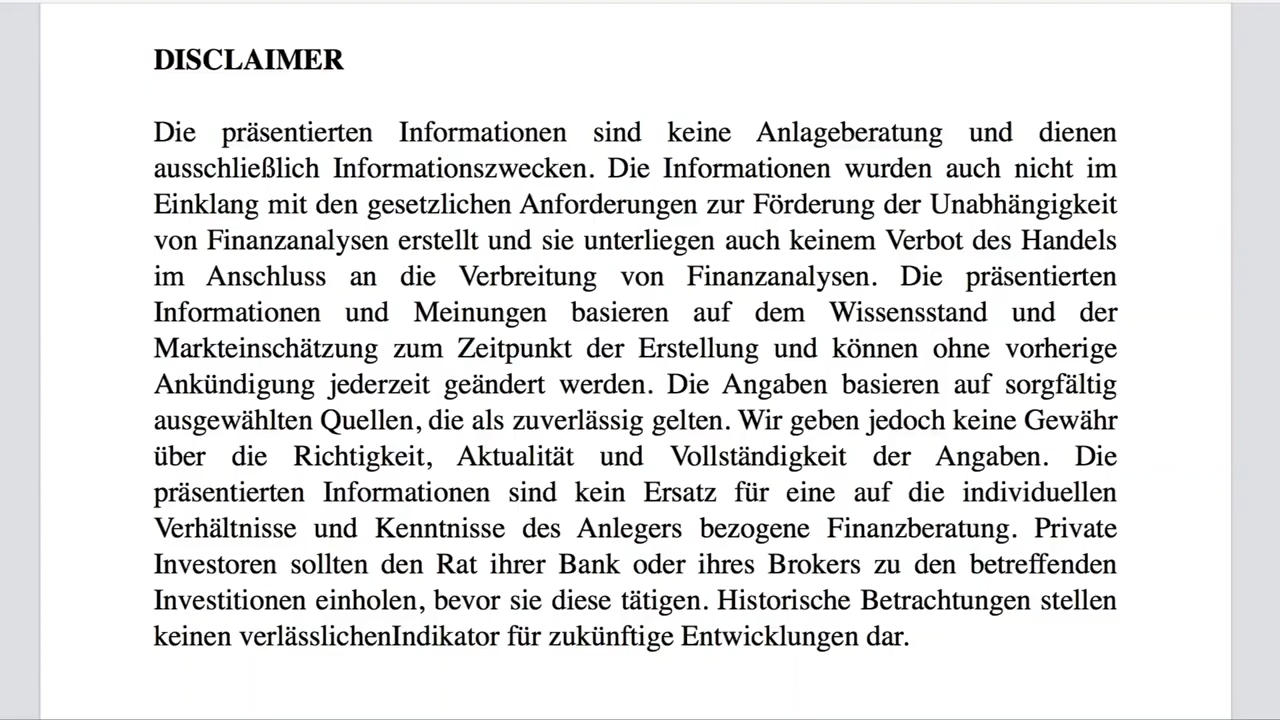 DISCLAIMER
Die präsentierten Informationen sind keine Anlageberatung und dienen
ausschließlich Informationszwecken. Die Informationen wurden auch nicht im
Einklang mit den gesetzlichen Anforderungen zur Förderung der Unabhängigkeit
von Finanzanalysen erstellt und sie unterliegen auch keinem Verbot des Handels
im Anschluss an die Verbreitung von Finanzanalysen. Die präsentierten
Informationen und Meinungen basieren auf dem Wissensstand und der
Markteinschätzung zum Zeitpunkt der Erstellung und können ohne vorherige
Ankündigung jederzeit geändert werden. Die Angaben basieren auf sorgfältig
ausgewählten Quellen, die als zuverlässig gelten. Wir geben jedoch keine Gewähr
über die Richtigkeit, Aktualität und Vollständigkeit der Angaben. Die
präsentierten Informationen sind kein Ersatz für eine auf die individuellen
Verhältnisse und Kenntnisse des Anlegers bezogene Finanzberatung. Private
Investoren sollten den Rat ihrer Bank oder ihres Brokers zu den betreffenden
Investitionen einholen, bevor sie diese tätigen. Historische Betrachtungen stellen
keinen verlässlichenIndikator für zukünftige Entwicklungen dar.